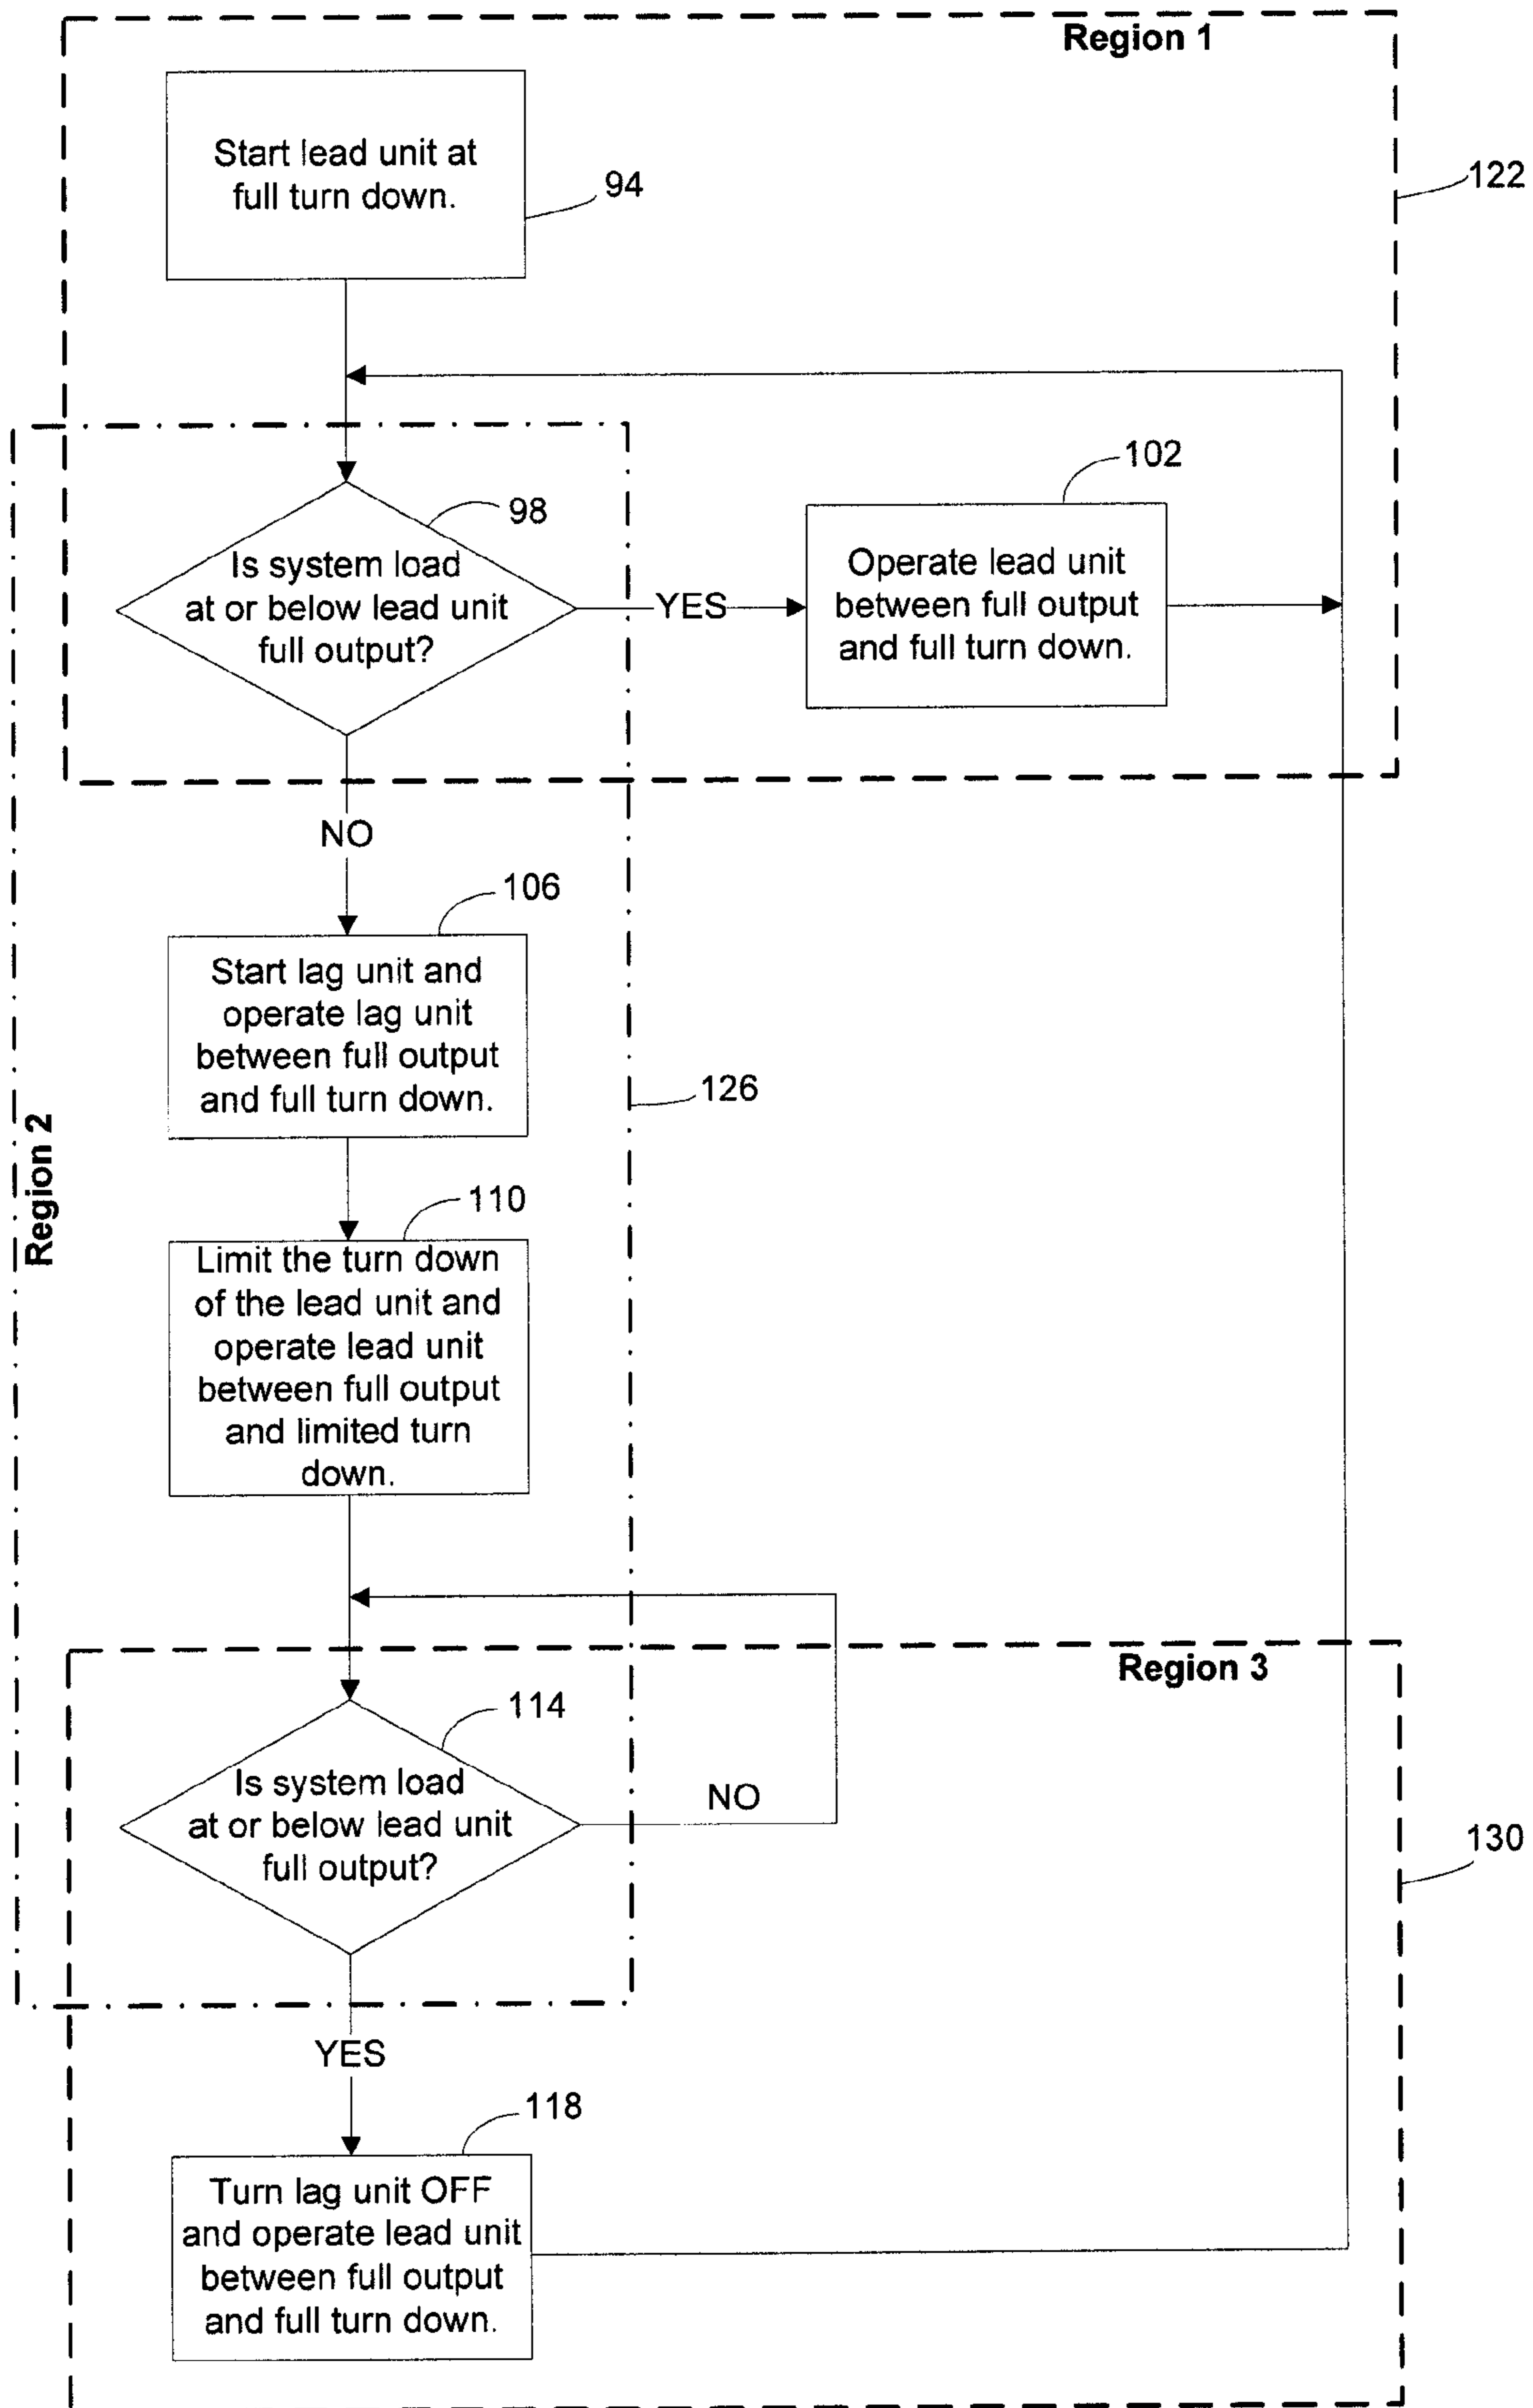 Region 1
Start lead unit at
full turn down.
94
122
98
Is system load
at or below lead unit
full output?
YES
102
Operate lead unit
between full output
and full turn down.
NO
106
Start lag unit and
operate lag unit
between full output
and full turn down.
126
Region 2
110
Limit the turn down
of the lead unit and
operate lead unit
between full output
and limited turn
down.
Region 3
114
Is system load
at or below lead unit
full output?
NO
130
YES
118
Turn lag unit OFF
and operate lead unit
between full output
and full turn down.